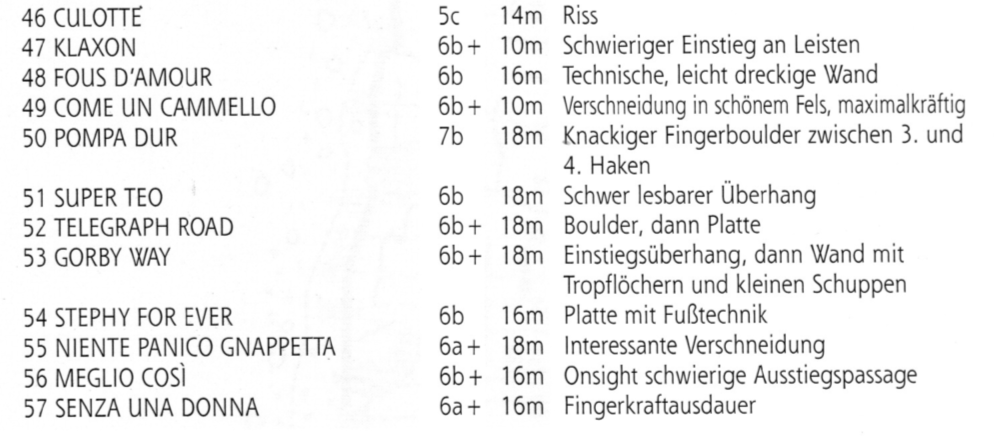 46 CULOTTE 5c 14m Riss
47 KLAXON 6b+ 10m Schwieriger Einstieg an Leisten
48 FOUS D'AMOUR 6b 16m Technische, leicht dreckige Wand
49 COME UN CAMMELLO 6b+ 10m Verschneidung in schönem Fels, maximalkräftig
50 POMPA DUR 7b 18m Knackiger Fingerboulder zwischen 3. und
4. Haken
51 SUPER TEO 6b 18m Schwer lesbarer Überhang
52 TELEGRAPH ROAD 6b+ 18m Boulder, dann Platte
53 GORBY WAY 6b+ 18m Einstiegsüberhang, dann Wand mit
Tropflöchern und kleinen Schuppen
54 STEPHY FOR EVER 6b 16m Platte mit Fußtechnik
55 NIENTE PANICO GNAPPETTA 6a+ 18m Interessante Verschneidung
56 MEGLIO COSÌ 6b+ 16m Onsight schwierige Ausstiegspassage
57 SENZA UNA DONNA 6a+ 16m Fingerkraftausdauer